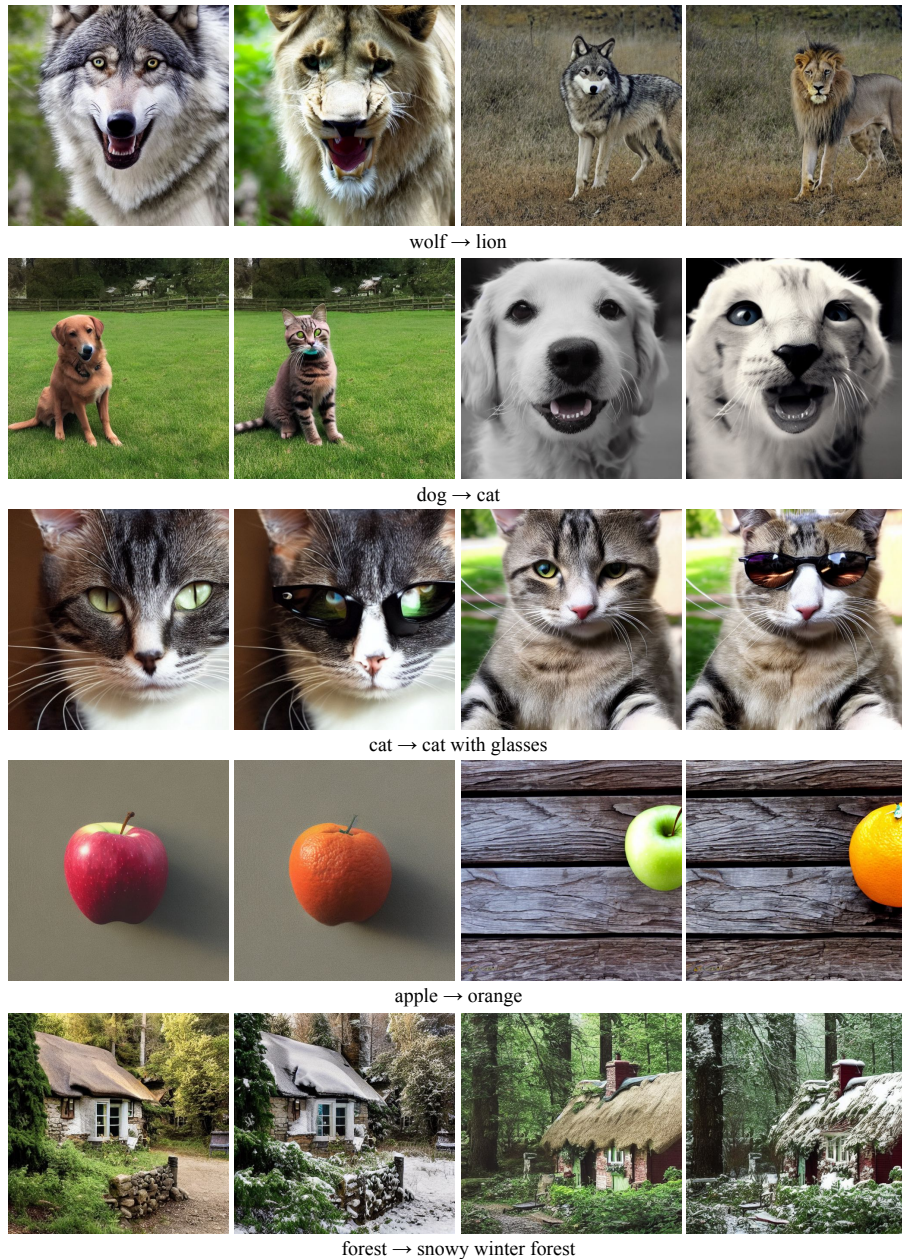 wolf → lion
dog → cat
cat → cat with glasses
apple → orange
forest → snowy winter forest